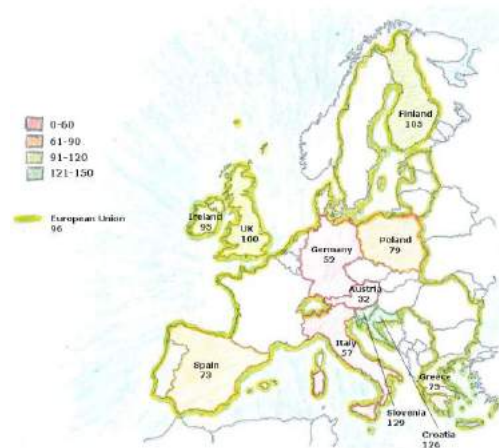 0-60
61-90
91-120
121-150
European Union
96
Finland
103
Ireland
93
UK
100
Germany
52
Poland
79
Austria
32
Italy
57
Spain
73
Greece
75
Slovenia
129
Croatia
126